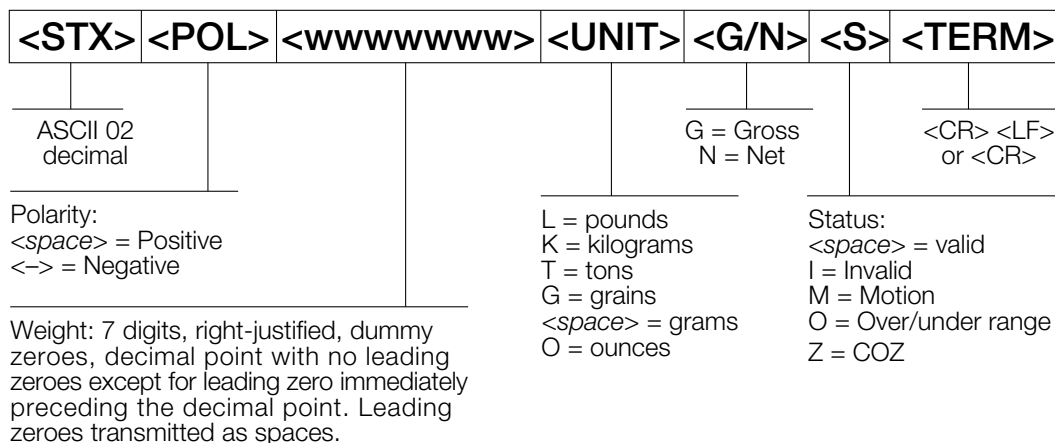 <STX> <POL> <wwwwwww> <UNIT> <G/N> <S> <TERM>
ASCII 02
decimal
G = Gross
N = Net
<CR> <LF>
or <CR>
Polarity:
<space> = Positive
<–> = Negative
L = pounds
K = kilograms
T = tons
G = grains
<space> = grams
O = ounces
Status:
<space> = valid
I = Invalid
M = Motion
O = Over/under range
Z = COZ
Weight: 7 digits, right-justified, dummy
zeroes, decimal point with no leading
zeroes except for leading zero immediately
preceding the decimal point. Leading
zeroes transmitted as spaces.